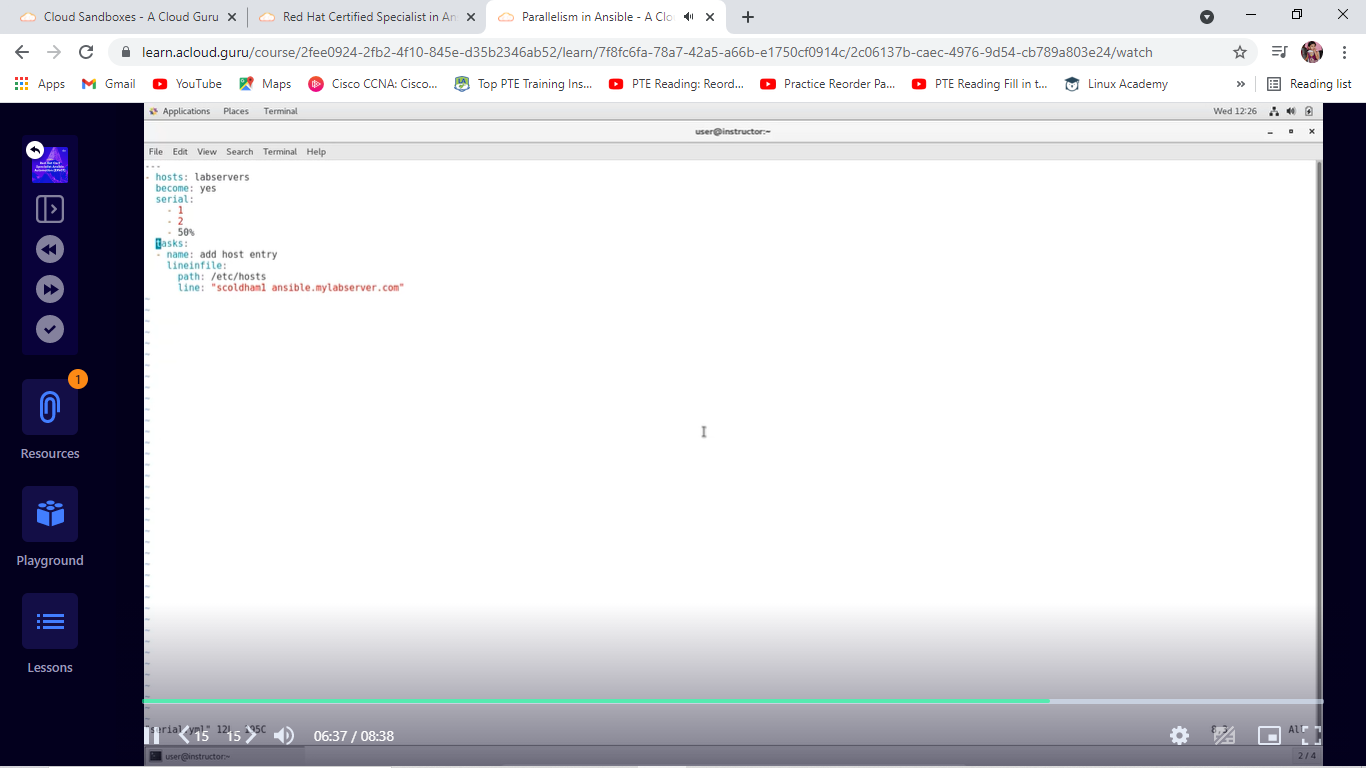 Cloud Sandboxes - A Cloud Guru
Red Hat Certified Specialist in An
Parallelism in Ansible - A Clo
learn.acloud.guru/course/2fee0924-2fb2-4f10-845e-d35b2346ab52/learn/7f8fc6fa-78a7-42a5-a66b-e1750cf0914c/2c06137b-caec-4976-9d54-cb789a803e24/watch
Apps Gmail YouTube Maps Cisco CCNA: Cisco... Top PTE Training Ins... PTE Reading: Reord... Practice Reorder Pa... PTE Reading Fill in t... Linux Academy » Reading list
Applications Places Terminal Wed 12:26
user@instructor:~
File Edit View Search Terminal Help
---
- hosts: labservers
become: yes
serial:
- 1
- 2
- 50%
tasks:
- name: add host entry
lineinfile:
path: /etc/hosts
line: "scoldham1 ansible.mylabserver.com"
1
Resources
Playground
Lessons
"serial.yml" 12L, 195C All
15 15 06:37 / 08:38
user@instructor:~ 2 / 4